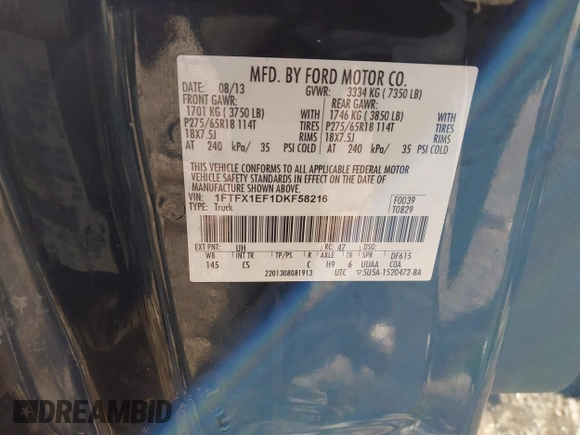 MFD. BY FORD MOTOR CO.
DATE: 08/13 GVWR: 3334 KG ( 7350 LB)
FRONT GAWR: REAR GAWR:
1701 KG ( 3750 LB) 1746 KG ( 3850 LB)
P275/65R18 114T TIRES P275/65R18 114T TIRES
18X7.5J RIMS 18X7.5J RIMS
AT 240 kPa/ 35 PSI COLD AT 240 kPa/ 35 PSI COLD
THIS VEHICLE CONFORMS TO ALL APPLICABLE FEDERAL MOTOR
VEHICLE SAFETY STANDARDS IN EFFECT ON THE DATE OF
MANUFACTURE SHOWN ABOVE.
VIN: 1FTFX1EF1DKF58216 F0039
TYPE: Truck T0829
EXT PNT: UH RC: 47 DSO:
WB INT TR TP/PS R AXLE TR SPR DF615
145 CS C H9 6 UUAA COA
2201308081913 UTC ▽5U5A-1520472-BA
DREAMBID